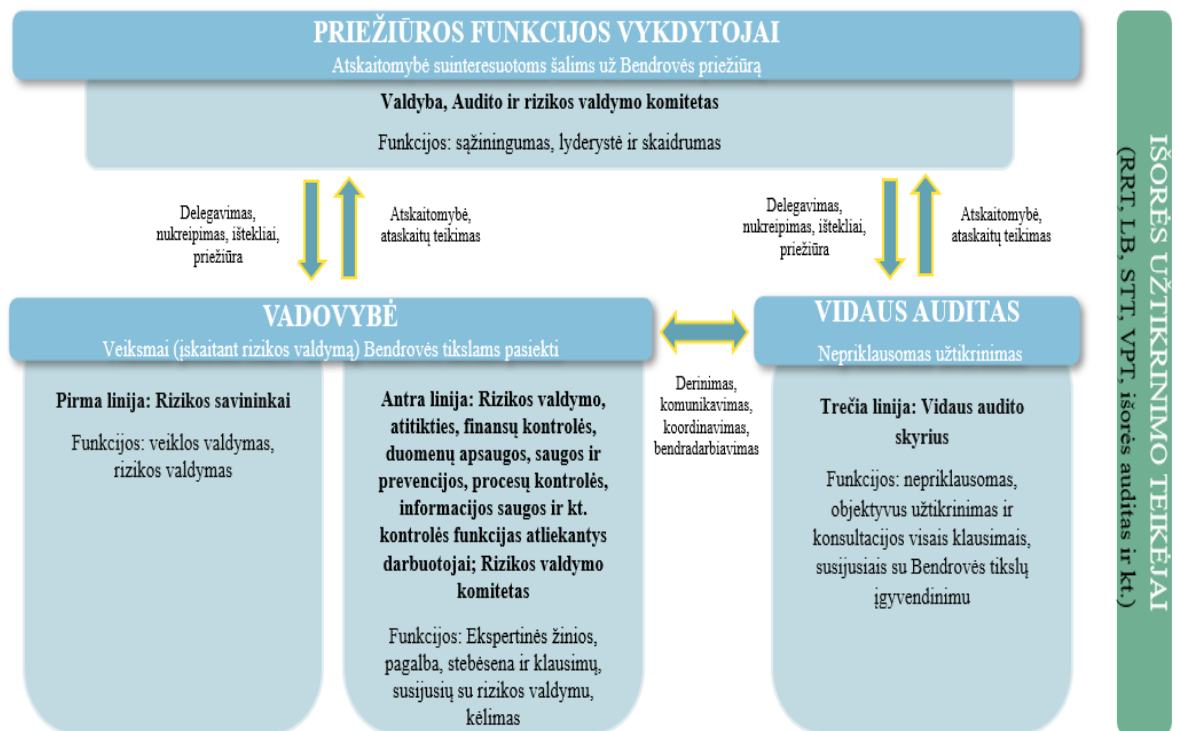 PRIEŽIŪROS FUNKCIJOS VYKDYTOJAI
Atskaitomybė suinteresuotoms šalims už Bendrovės priežiūrą
Valdyba, Audito ir rizikos valdymo komitetas
Funkcijos: sąžiningumas, lyderystė ir skaidrumas
Delegavimas,
nukreipimas, ištekliai,
priežiūra
Atskaitomybė,
ataskaitų teikimas
Delegavimas,
nukreipimas, ištekliai,
priežiūra
Atskaitomybė,
ataskaitų teikimas
VADOVYBĖ
Veiksmai (įskaitant rizikos valdymą) Bendrovės tikslams pasiekti
Pirma linija: Rizikos savininkai
Funkcijos: veiklos valdymas,
rizikos valdymas
Antra linija: Rizikos valdymo,
atitikties, finansų kontrolės,
duomenų apsaugos, saugos ir
prevencijos, procesų kontrolės,
informacijos saugos ir kt.
kontrolės funkcijas atliekantys
darbuotojai; Rizikos valdymo
komitetas
Funkcijos: Ekspertinės žinios,
pagalba, stebėsena ir klausimų,
susijusių su rizikos valdymu,
kėlimas
Derinimas,
komunikavimas,
koordinavimas,
bendradarbiavimas
VIDAUS AUDITAS
Nepriklausomas užtikrinimas
Trečia linija: Vidaus audito
skyrius
Funkcijos: nepriklausomas,
objektyvus užtikrinimas ir
konsultacijos visais klausimais,
susijusiais su Bendrovės tikslų
įgyvendinimu
IŠORĖS UŽTIKRINIMO TEIKĖJAI
(RRT, LB, STT, VPT, išorės auditas ir kt.)